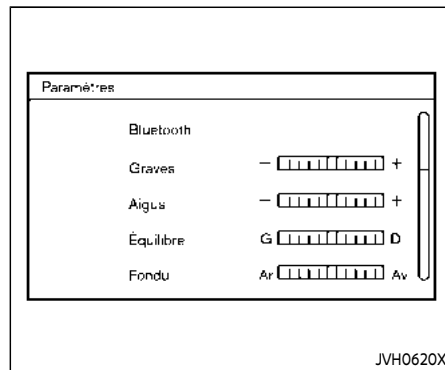 Paramètres
Bluetooth
Graves − +
Aigus − +
Équilibre G D
Fondu Ar Av
JVH0620X